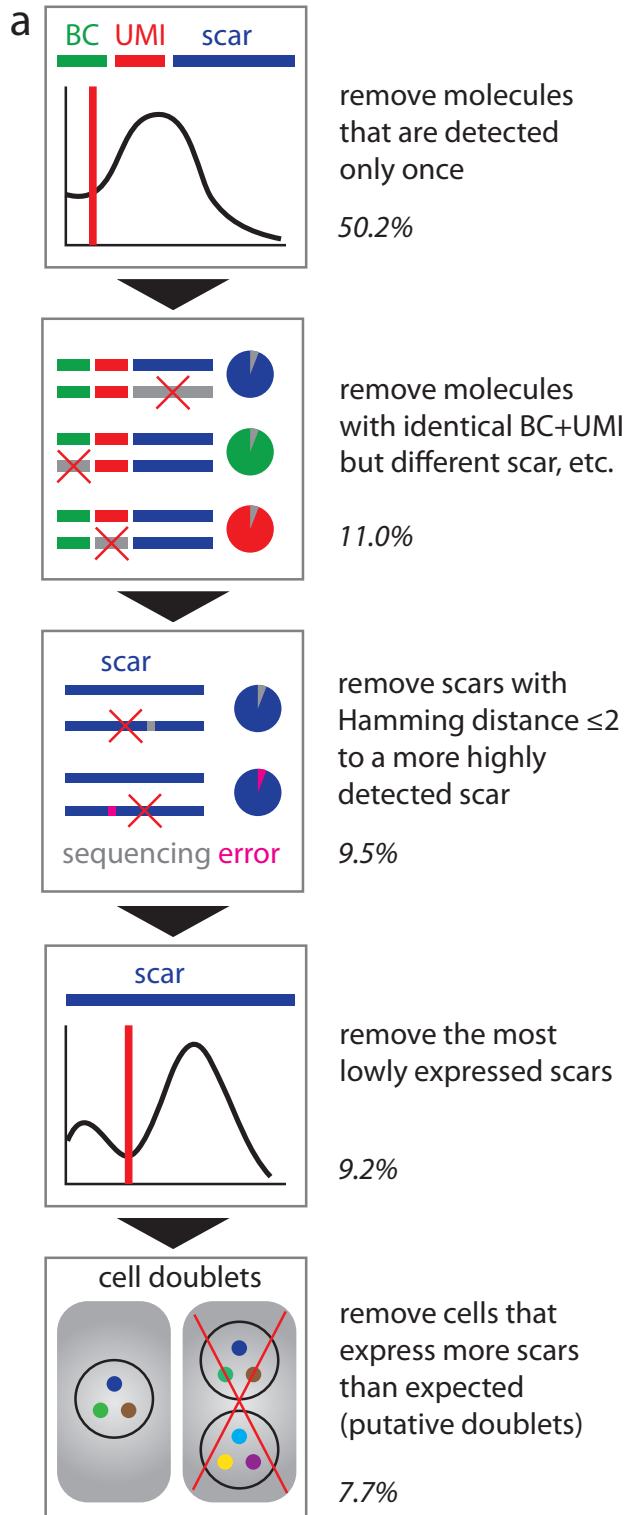 a
BC UMI scar
remove molecules
that are detected
only once
50.2%
remove molecules
with identical BC+UMI
but different scar, etc.
11.0%
scar
sequencing error
remove scars with
Hamming distance ≤2
to a more highly
detected scar
9.5%
scar
remove the most
lowly expressed scars
9.2%
cell doublets
remove cells that
express more scars
than expected
(putative doublets)
7.7%